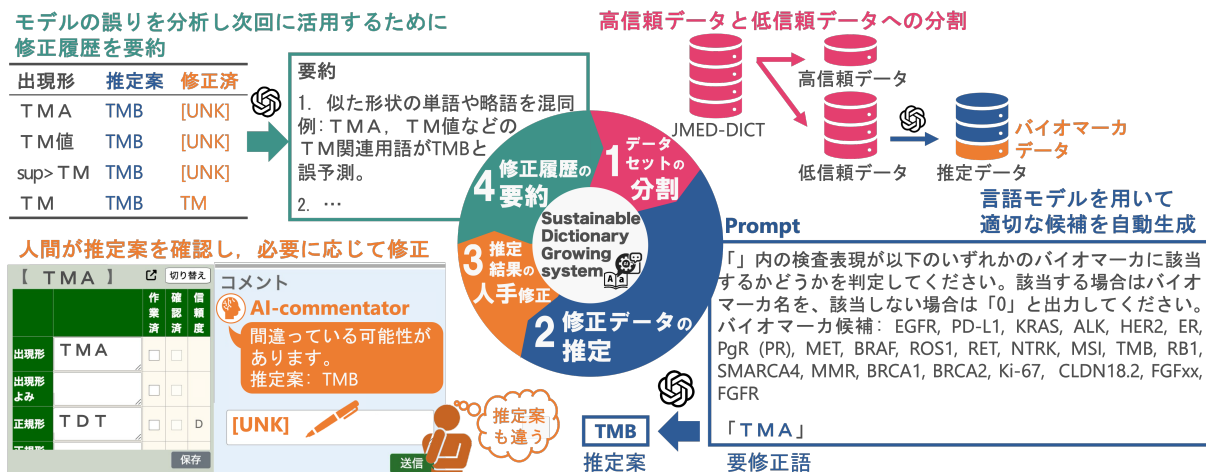 モデルの誤りを分析し次回に活用するために
修正履歴を要約
出現形 推定案 修正済
ＴＭＡ TMB [UNK]
ＴＭ値 TMB [UNK]
sup>ＴＭ TMB [UNK]
ＴＭ TMB TM
要約
1. 似た形状の単語や略語を混同
例: ＴＭＡ，ＴＭ値などの
ＴＭ関連用語がTMBと
誤予測。
2. …
高信頼データと低信頼データへの分割
JMED-DICT
高信頼データ
低信頼データ
バイオマーカ
データ
推定データ
1 データ
セットの
分割
2 修正データの
推定
3 推定
結果の
人手修正
4 修正履歴の
要約
Sustainable
Dictionary
Growing
system
Aa
言語モデルを用いて
適切な候補を自動生成
Prompt
「」内の検査表現が以下のいずれかのバイオマーカに該当
するかどうかを判定してください。該当する場合はバイオ
マーカ名を、該当しない場合は「0」と出力してください。
バイオマーカ候補: EGFR, PD-L1, KRAS, ALK, HER2, ER,
PgR (PR), MET, BRAF, ROS1, RET, NTRK, MSI, TMB, RB1,
SMARCA4, MMR, BRCA1, BRCA2, Ki-67, CLDN18.2, FGFxx,
FGFR
「ＴＭＡ」
要修正語
TMB
推定案
人間が推定案を確認し，必要に応じて修正
【 ＴＭＡ 】 切り替え
作業済 確認済 信頼度
出現形 ＴＭＡ
出現形
よみ
正規形 ＴＤＴ D
保存
コメント
AI-commentator
間違っている可能性が
あります。
推定案: TMB
[UNK]
送信
推定案
も違う